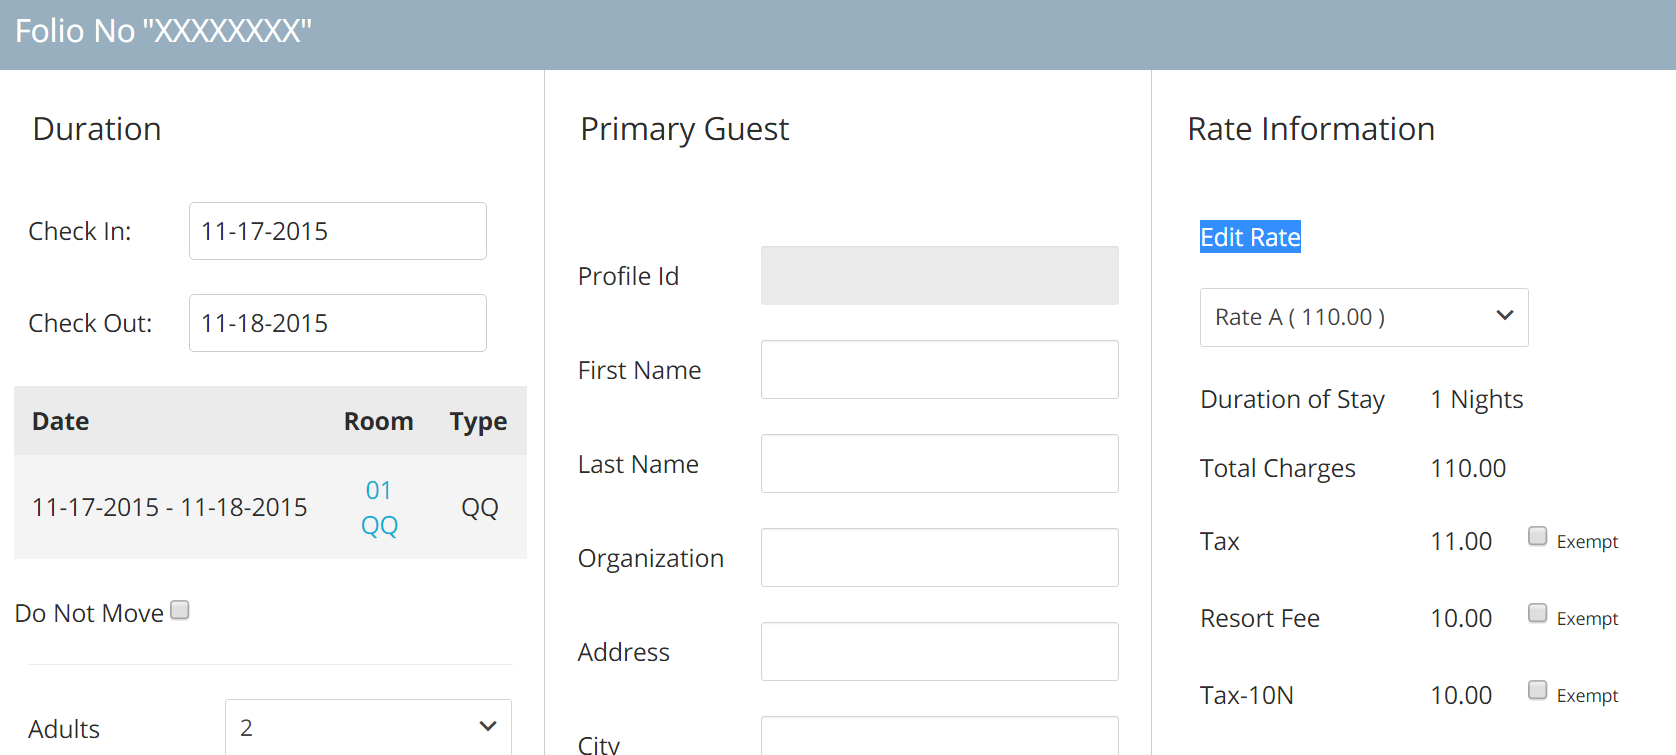 Folio No "XXXXXXXX"
Duration
Check In: 11-17-2015
Check Out: 11-18-2015
Date Room Type
11-17-2015 - 11-18-2015 01 QQ QQ
Do Not Move
Adults 2
Primary Guest
Profile Id
First Name
Last Name
Organization
Address
City
Rate Information
Edit Rate
Rate A ( 110.00 )
Duration of Stay 1 Nights
Total Charges 110.00
Tax 11.00 Exempt
Resort Fee 10.00 Exempt
Tax-10N 10.00 Exempt